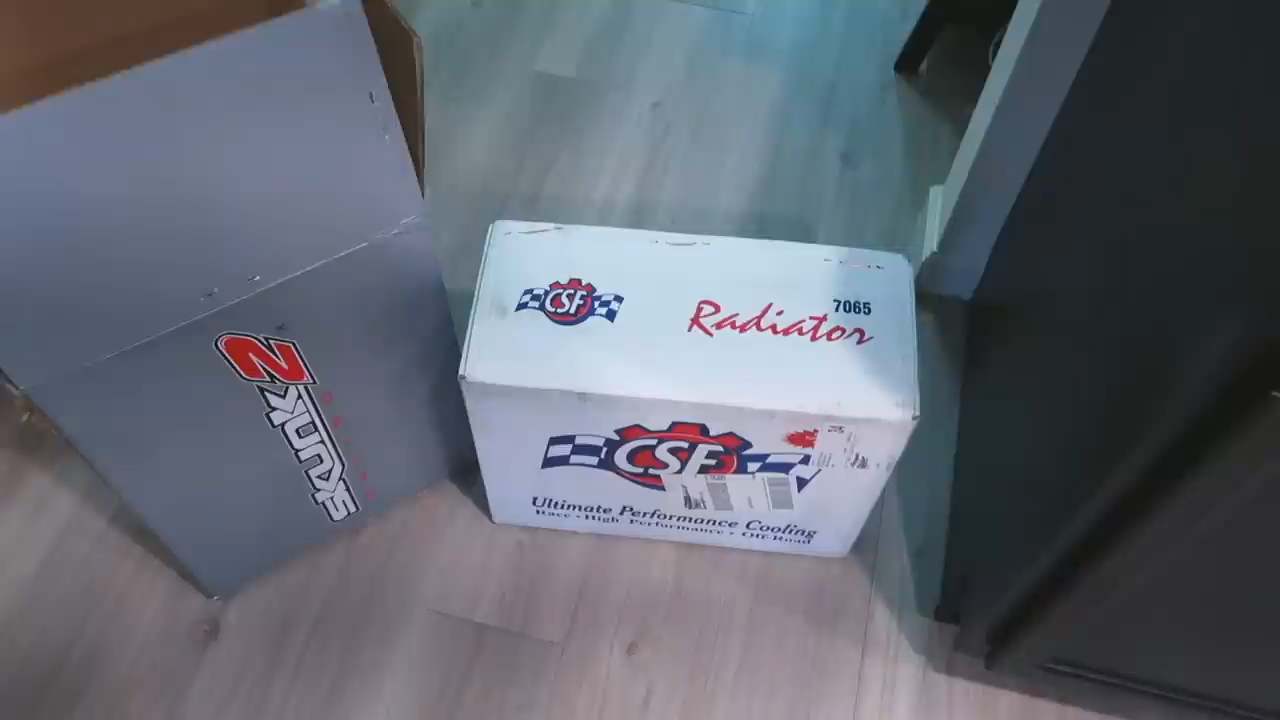 CSF
Radiator
7065
CSF
Ultimate Performance Cooling
Race • High Performance • Off-Road
SKUNK2